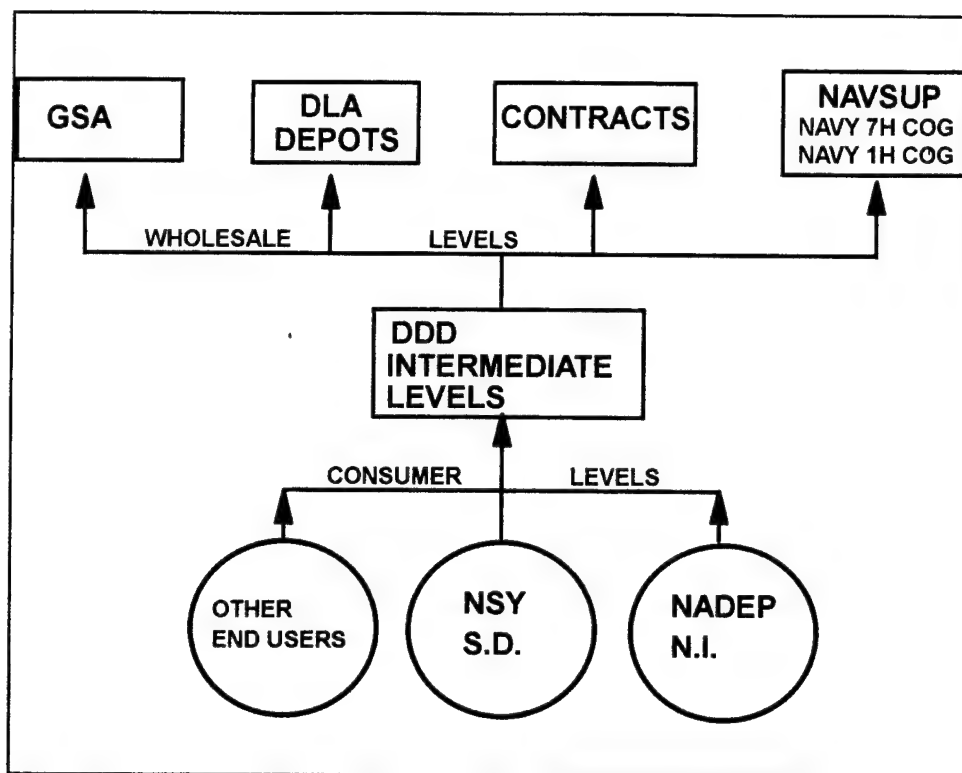 GSA
DLA
DEPOTS
CONTRACTS
NAVSUP
NAVY 7H COG
NAVY 1H COG
WHOLESALE LEVELS
DDD
INTERMEDIATE
LEVELS
CONSUMER LEVELS
OTHER
END USERS
NSY
S.D.
NADEP
N.I.